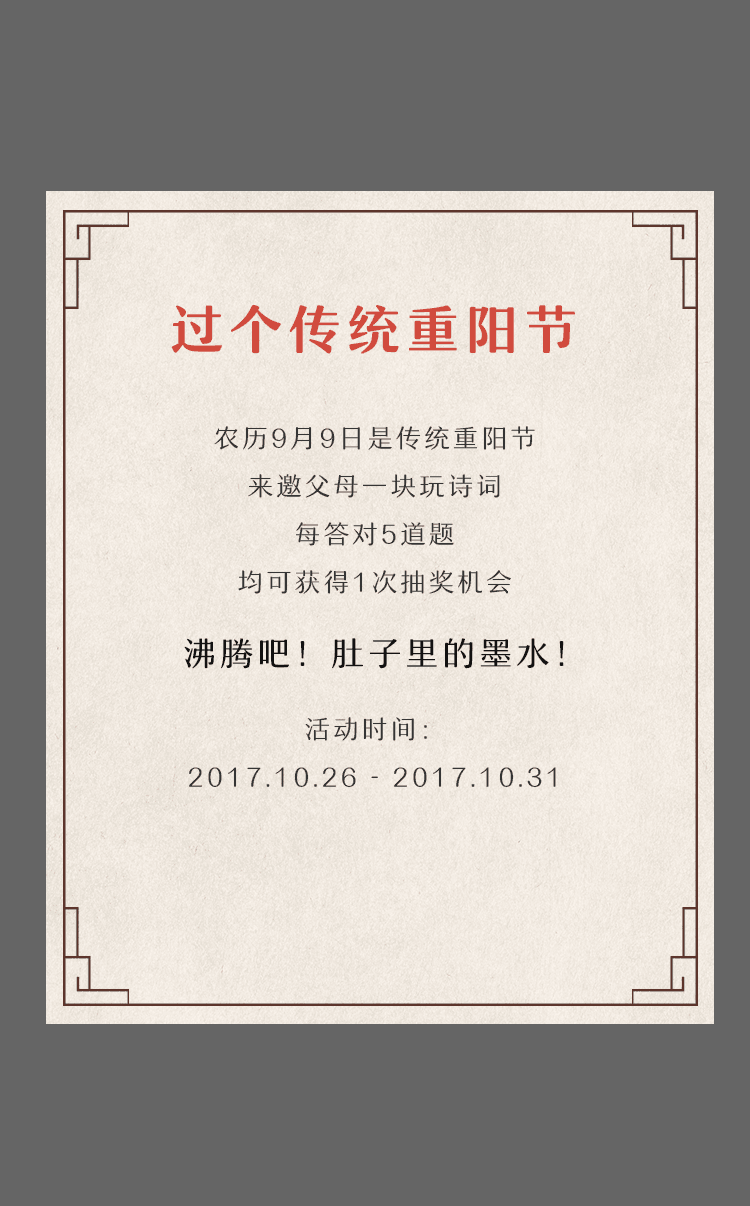 过个传统重阳节
农历9月9日是传统重阳节
来邀父母一块玩诗词
每答对5道题
均可获得1次抽奖机会
沸腾吧！肚子里的墨水！
活动时间：
2017.10.26 - 2017.10.31